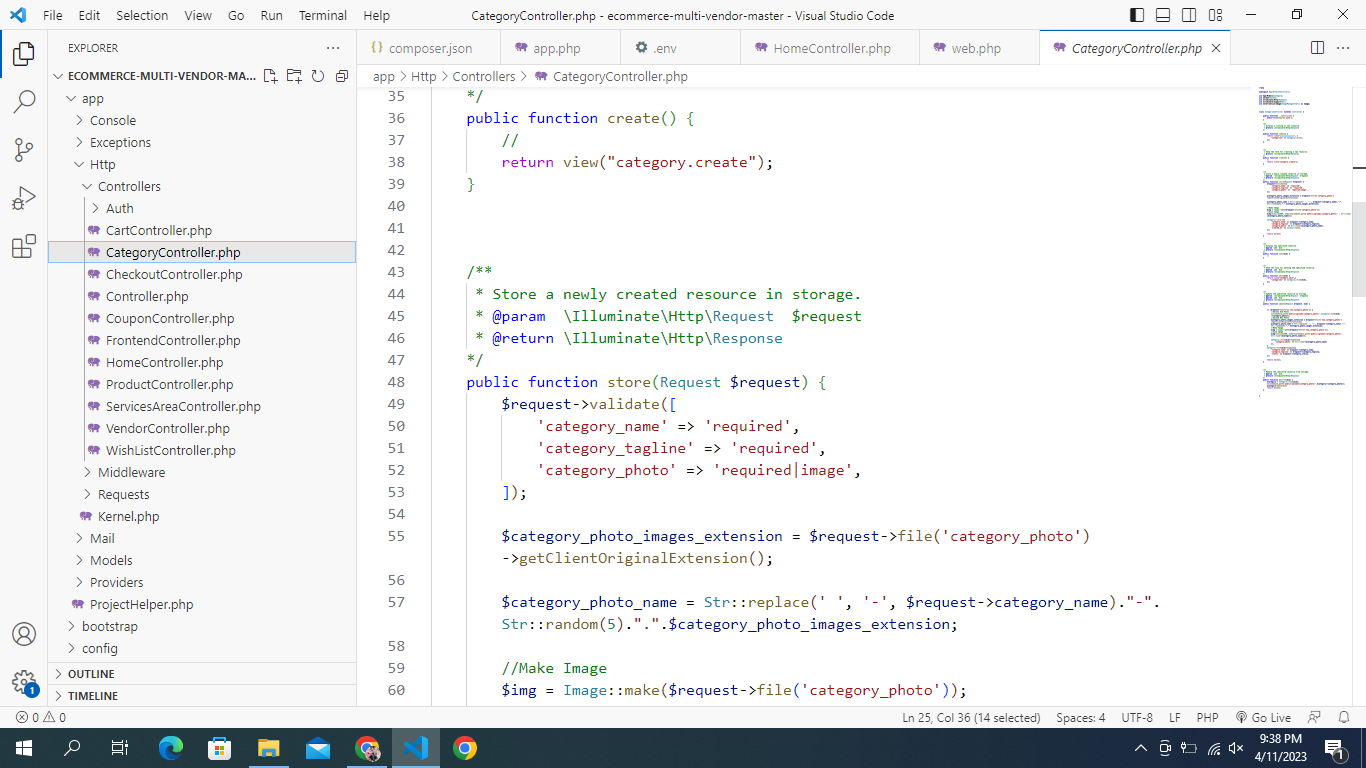 File Edit Selection View Go Run Terminal Help
CategoryController.php - ecommerce-multi-vendor-master - Visual Studio Code
EXPLORER
ECOMMERCE-MULTI-VENDOR-MA...
app
Console
Exceptions
Http
Controllers
Auth
CartController.php
CategoryController.php
CheckoutController.php
Controller.php
CouponController.php
FrontendController.php
HomeController.php
ProductController.php
ServicesAreaController.php
VendorController.php
WishListController.php
Middleware
Requests
Kernel.php
Mail
Models
Providers
ProjectHelper.php
bootstrap
config
OUTLINE
TIMELINE
composer.json app.php .env HomeController.php web.php CategoryController.php
app > Http > Controllers > CategoryController.php
35 */
36 public function create() {
37 //
38 return view("category.create");
39 }
40
41
42
43 /**
44 * Store a newly created resource in storage.
45 * @param  \Illuminate\Http\Request  $request
46 * @return \Illuminate\Http\Response
47 */
48 public function store(Request $request) {
49 $request->validate([
50 'category_name' => 'required',
51 'category_tagline' => 'required',
52 'category_photo' => 'required|image',
53 ]);
54
55 $category_photo_images_extension = $request->file('category_photo')
->getClientOriginalExtension();
56
57 $category_photo_name = Str::replace(' ', '-', $request->category_name)."-".
Str::random(5).".".$category_photo_images_extension;
58
59 //Make Image
60 $img = Image::make($request->file('category_photo'));
1
0 0
Ln 25, Col 36 (14 selected) Spaces: 4 UTF-8 LF PHP Go Live
9:38 PM
4/11/2023
1